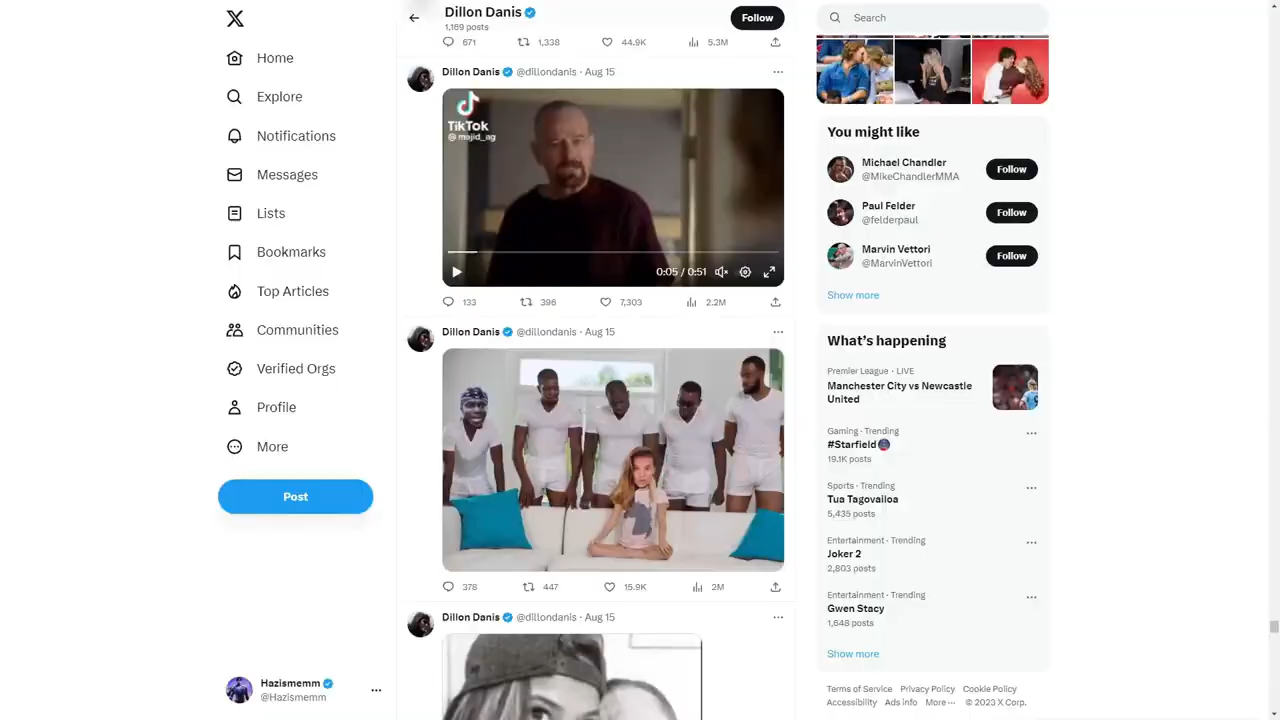 Home
Explore
Notifications
Messages
Lists
Bookmarks
Top Articles
Communities
Verified Orgs
Profile
More
Post
Hazismemm
@Hazismemm
Dillon Danis
1,169 posts
Follow
671 1,338 44.9K 5.3M
Dillon Danis @dillondanis · Aug 15
TikTok
@majid_ag
0:05 / 0:51
133 396 7,303 2.2M
Dillon Danis @dillondanis · Aug 15
378 447 15.9K 2M
Dillon Danis @dillondanis · Aug 15
Search
You might like
Michael Chandler
@MikeChandlerMMA
Follow
Paul Felder
@felderpaul
Follow
Marvin Vettori
@MarvinVettori
Follow
Show more
What's happening
Premier League · LIVE
Manchester City vs Newcastle
United
Gaming · Trending
#Starfield
19.1K posts
Sports · Trending
Tua Tagovailoa
5,435 posts
Entertainment · Trending
Joker 2
2,803 posts
Entertainment · Trending
Gwen Stacy
1,648 posts
Show more
Terms of Service Privacy Policy Cookie Policy
Accessibility Ads info More ··· © 2023 X Corp.